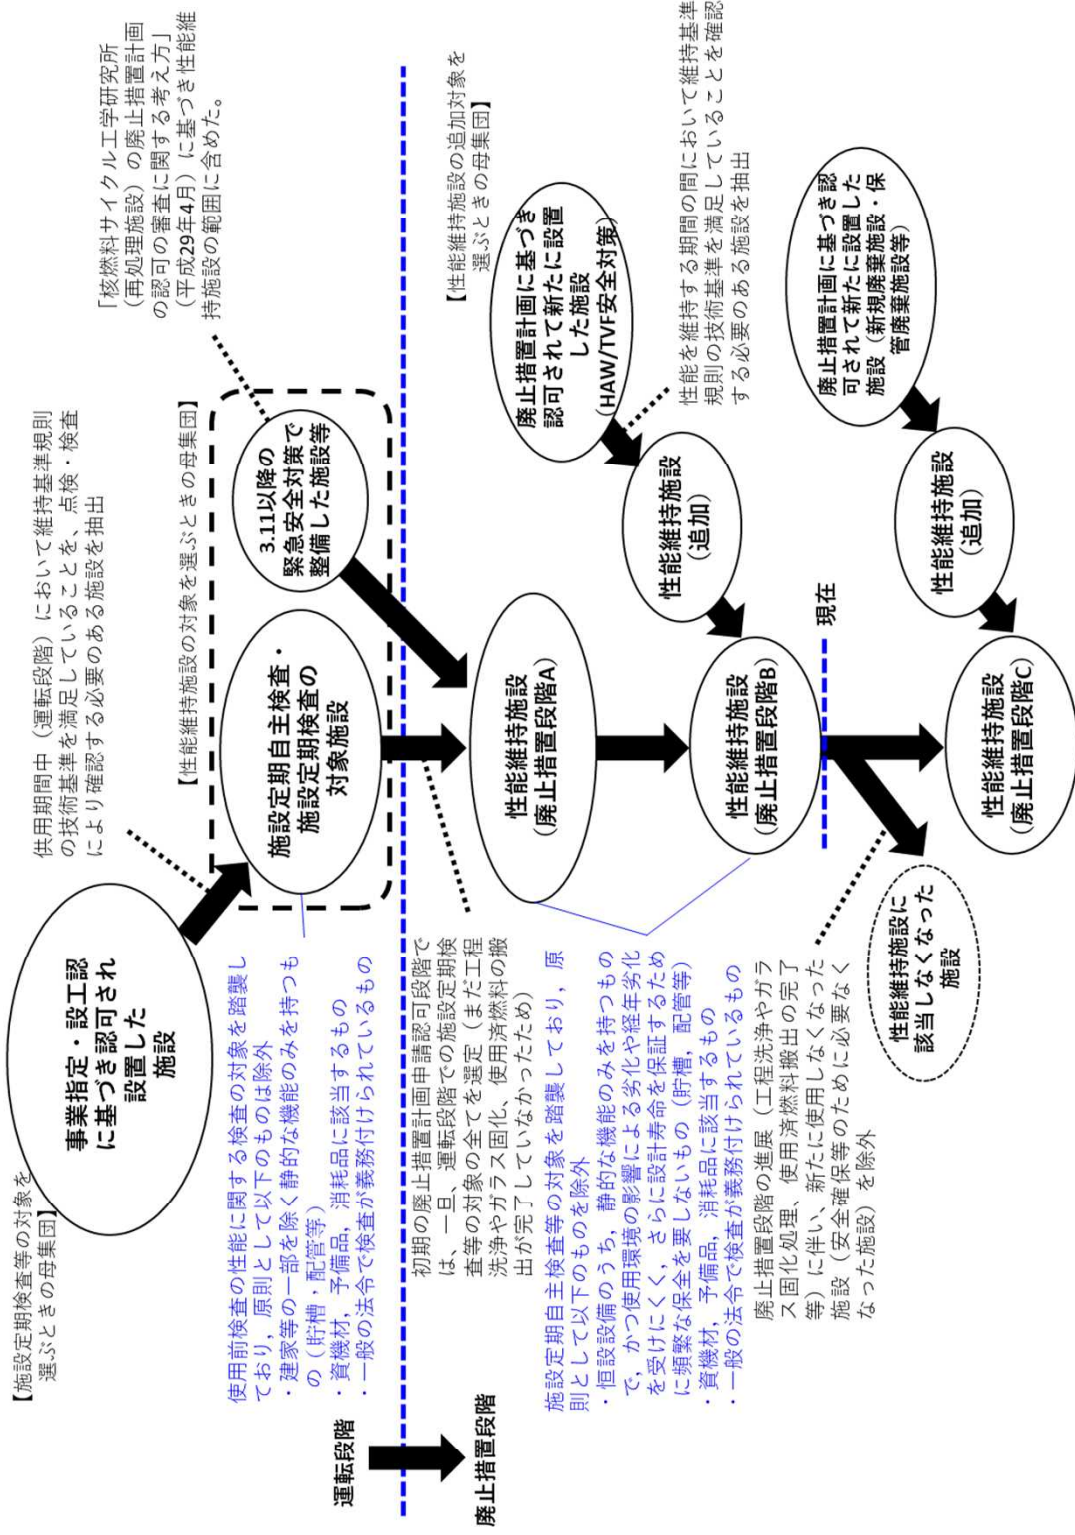 【施設定期検査等の対象を
選ぶときの母集団】
事業指定・設工認
に基づき認可され
設置した
施設
供用期間中（運転段階）において維持基準規則
の技術基準を満足していることを、点検・検査
により確認する必要のある施設を抽出
「核燃料サイクル工学研究所
（再処理施設）の廃止措置計画
の認可の審査に関する考え方」
（平成29年4月）に基づき性能維
持施設の範囲に含めた。
【性能維持施設の対象を選ぶときの母集団】
使用前検査の性能に関する検査の対象を踏襲し
ており，原則として以下のものは除外
・建家等の一部を除く静的な機能のみを持つも
の（貯槽，配管等）
・資機材，予備品，消耗品に該当するもの
・一般の法令で検査が義務付けられているもの
施設定期自主検査・
施設定期検査の
対象施設
3.11以降の
緊急安全対策で
整備した施設等
運転段階
廃止措置段階
初期の廃止措置計画申請認可段階で
は、一旦、運転段階での施設定期検
査等の対象の全てを選定（まだ工程
洗浄やガラス固化、使用済燃料の搬
出が完了していなかったため）
【性能維持施設の追加対象を
選ぶときの母集団】
性能維持施設
（廃止措置段階A）
廃止措置計画に基づき
認可されて新たに設置
した施設
（HAW/TVF安全対策）
施設定期自主検査等の対象を踏襲しており，原
則として以下のものを除外
・恒設設備のうち，静的な機能のみを持つもの
で，かつ使用環境の影響による劣化や経年劣化
を受けにくく，さらに設計寿命を保証するため
に頻繁な保全を要しないもの（貯槽，配管等）
・資機材，予備品，消耗品に該当するもの
・一般の法令で検査が義務付けられているもの
性能維持施設
（追加）
性能を維持する期間の間において維持基準
規則の技術基準を満足していることを確認
する必要のある施設を抽出
性能維持施設
（廃止措置段階B）
現在
廃止措置段階の進展（工程洗浄やガラ
ス固化処理、使用済燃料搬出の完了
等）に伴い、新たに使用しなくなった
施設（安全確保等のために必要なく
なった施設）を除外
廃止措置計画に基づき認
可されて新たに設置した
施設（新規廃棄施設・保
管廃棄施設等）
性能維持施設
（追加）
性能維持施設に
該当しなくなった
施設
性能維持施設
（廃止措置段階C）